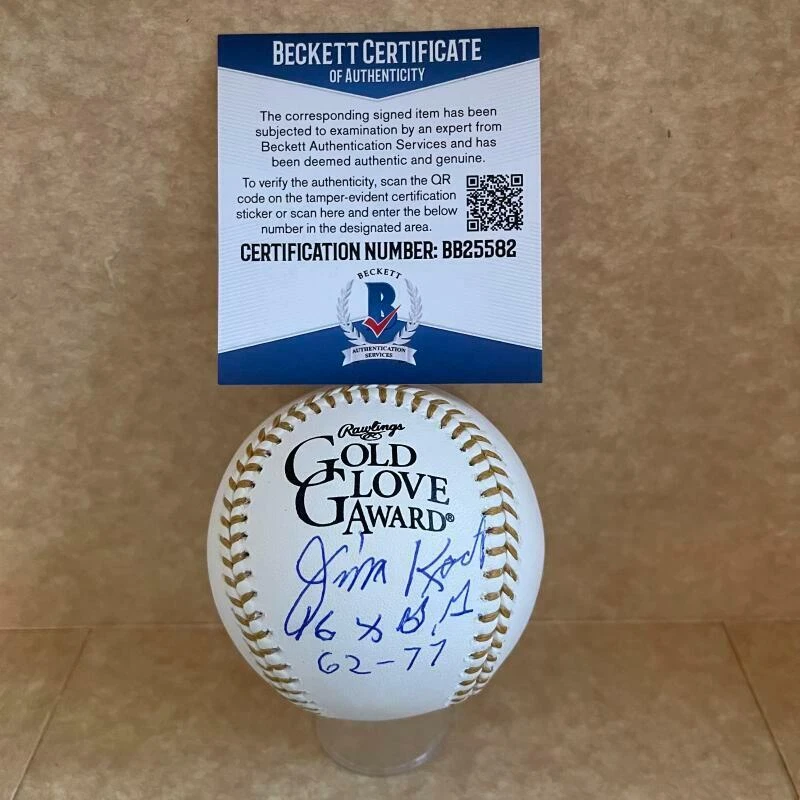 BECKETT CERTIFICATE
OF AUTHENTICITY
The corresponding signed item has been
subjected to examination by an expert from
Beckett Authentication Services and has
been deemed authentic and genuine.
To verify the authenticity, scan the QR
code on the tamper-evident certification
sticker or scan here and enter the below
number in the designated area.
CERTIFICATION NUMBER: BB25582
BECKETT
B
AUTHENTICATION
SERVICES
Rawlings
R
GOLD
GLOVE
AWARD®
Jim Kaat
16 X
62-77